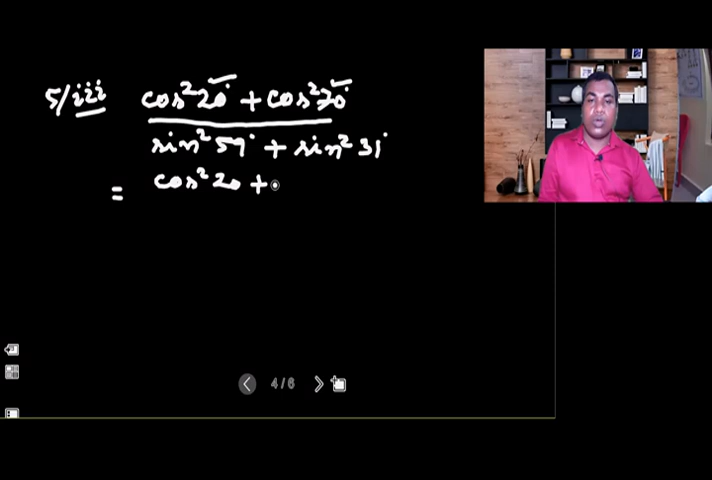 5/iii cos²20° + cos²70°
sin²59° + sin²31°
= cos²20 +
4/6